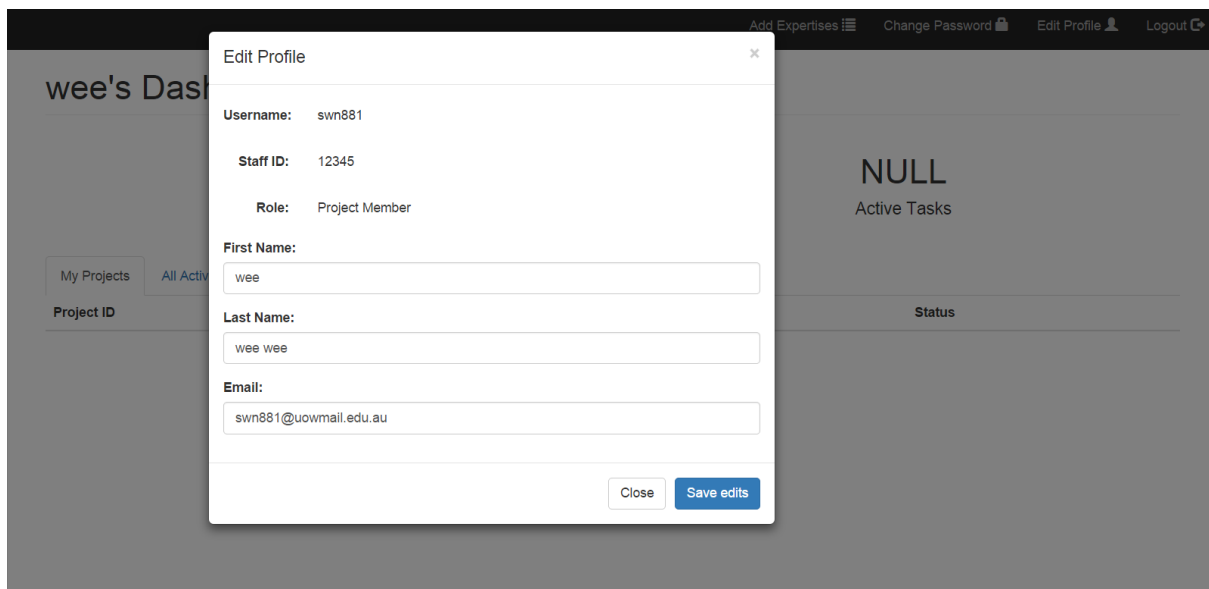 Add Expertises Change Password Edit Profile Logout
Edit Profile ×
wee's Dash
Username: swn881
Staff ID: 12345
NULL
Role: Project Member
Active Tasks
First Name:
My Projects All Activ
wee
Project ID Status
Last Name:
wee wee
Email:
swn881@uowmail.edu.au
Close Save edits